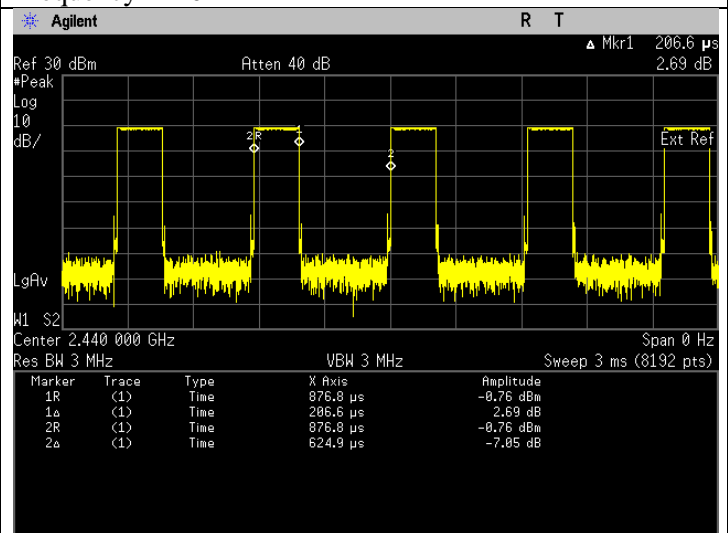 Agilent R T
Δ Mkr1 206.6 µs
Ref 30 dBm Atten 40 dB 2.69 dB
#Peak
Log
10
dB/
2R 1
2
Ext Ref
LgAv
W1 S2
Center 2.440 000 GHz Span 0 Hz
Res BW 3 MHz VBW 3 MHz Sweep 3 ms (8192 pts)
Marker Trace Type X Axis Amplitude
1R (1) Time 876.8 µs -0.76 dBm
1Δ (1) Time 206.6 µs 2.69 dB
2R (1) Time 876.8 µs -0.76 dBm
2Δ (1) Time 624.9 µs -7.05 dB